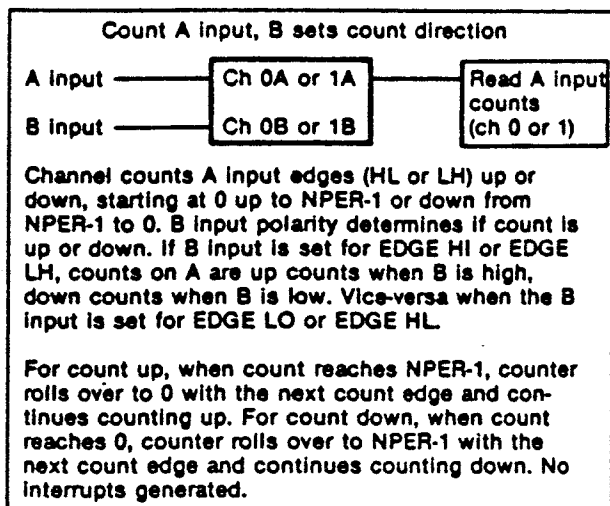 Count A input, B sets count direction
A input Ch 0A or 1A Read A input
counts
B input Ch 0B or 1B (ch 0 or 1)
Channel counts A input edges (HL or LH) up or
down, starting at 0 up to NPER-1 or down from
NPER-1 to 0. B input polarity determines if count is
up or down. If B input is set for EDGE HI or EDGE
LH, counts on A are up counts when B is high,
down counts when B is low. Vice-versa when the B
input is set for EDGE LO or EDGE HL.
For count up, when count reaches NPER-1, counter
rolls over to 0 with the next count edge and con-
tinues counting up. For count down, when count
reaches 0, counter rolls over to NPER-1 with the
next count edge and continues counting down. No
interrupts generated.